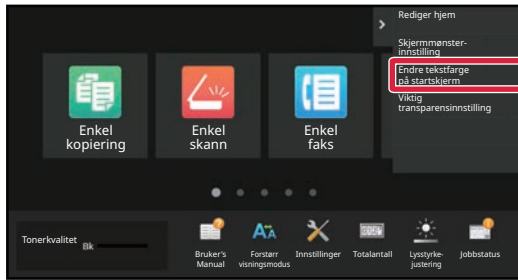 Rediger hjem
Skjermmønster-
innstilling
Endre tekstfarge
på startskjerm
Viktig
transparensinnstilling
Enkel
kopiering
Enkel
skann
Enkel
faks
Tonerkvalitet
Bk
Bruker's
Manual
Forstørr
visningsmodus
Innstillinger
Totalantall
Lysstyrke-
justering
Jobbstatus